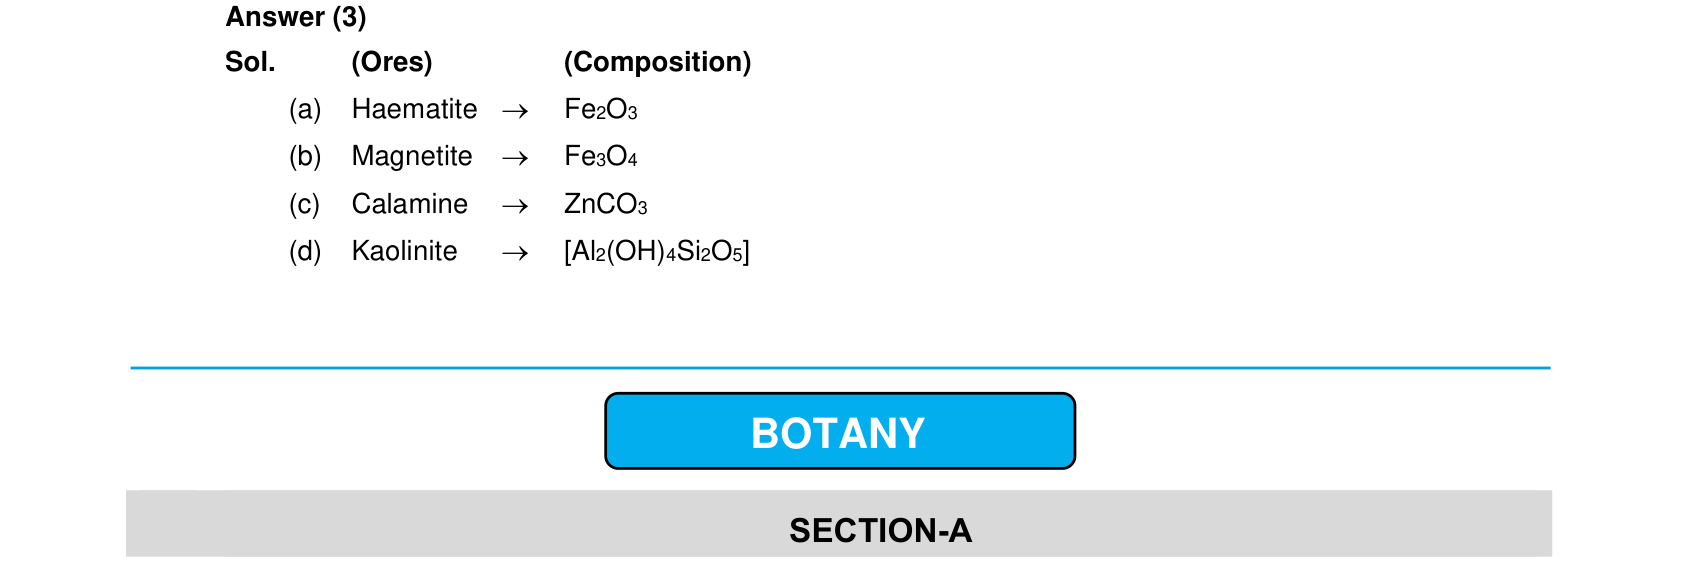 Answer (3)
Sol. (Ores) (Composition)
(a) Haematite → Fe₂O₃
(b) Magnetite → Fe₃O₄
(c) Calamine → ZnCO₃
(d) Kaolinite → [Al₂(OH)₄Si₂O₅]
BOTANY
SECTION-A